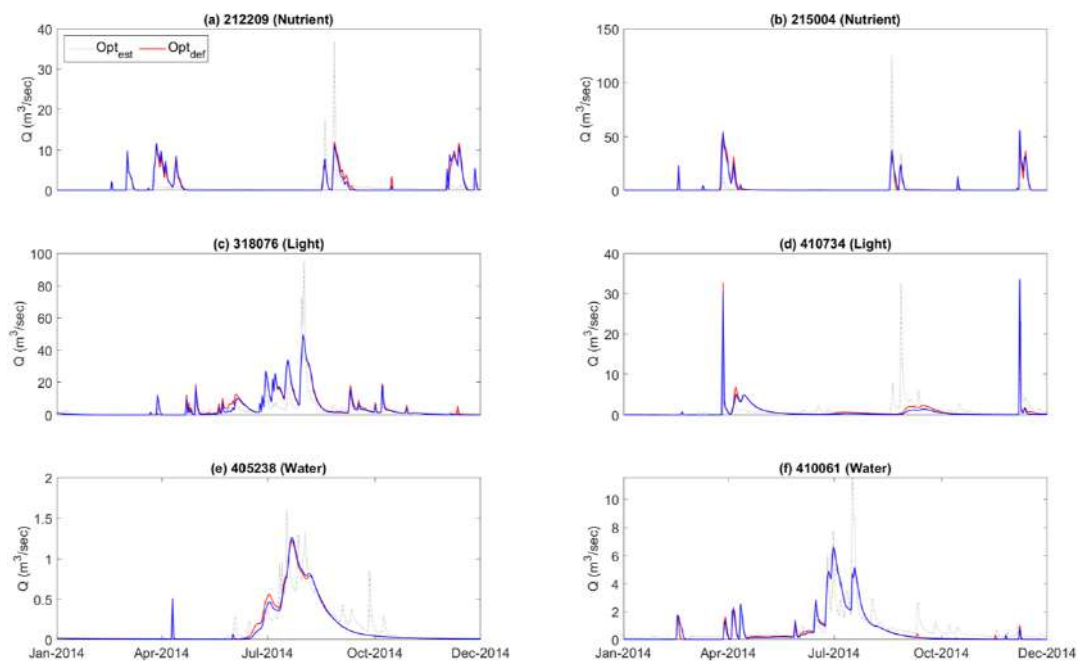 (a) 212209 (Nutrient)
Q (m³/sec)
40
30
20
10
0
Opt_est Opt_def
(b) 215004 (Nutrient)
Q (m³/sec)
150
100
50
0
(c) 318076 (Light)
Q (m³/sec)
100
80
60
40
20
0
(d) 410734 (Light)
Q (m³/sec)
40
30
20
10
0
(e) 405238 (Water)
Q (m³/sec)
2
1.5
1
0.5
0
Jan-2014 Apr-2014 Jul-2014 Oct-2014 Dec-2014
(f) 410061 (Water)
Q (m³/sec)
10
8
6
4
2
0
Jan-2014 Apr-2014 Jul-2014 Oct-2014 Dec-2014